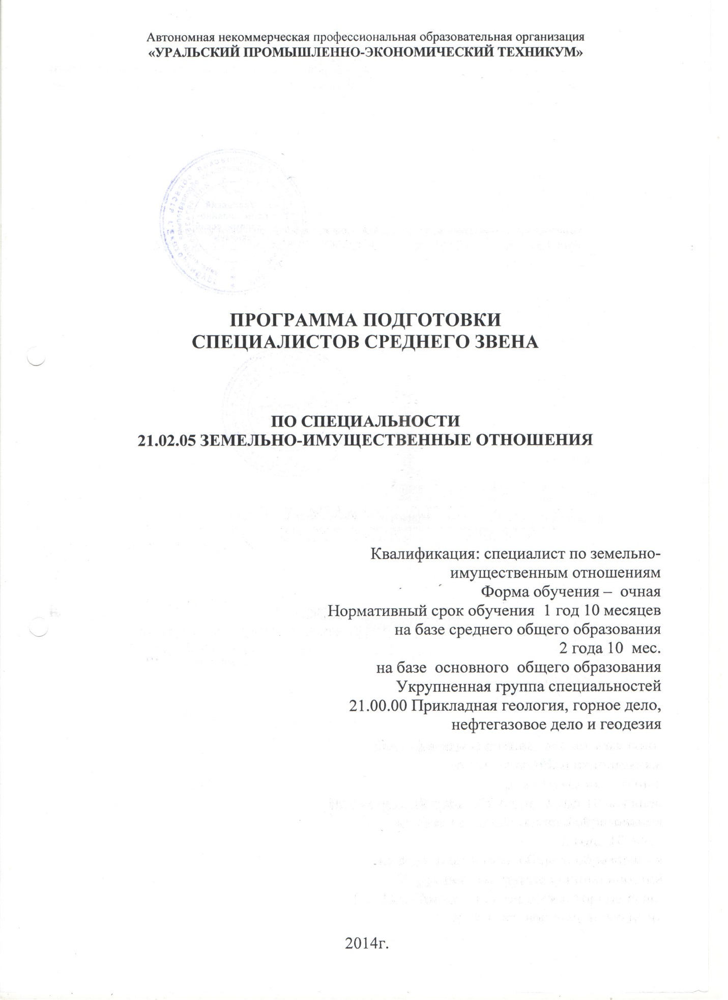 Автономная некоммерческая профессиональная образовательная организация
«УРАЛЬСКИЙ ПРОМЫШЛЕННО-ЭКОНОМИЧЕСКИЙ ТЕХНИКУМ»
ПРОГРАММА ПОДГОТОВКИ
СПЕЦИАЛИСТОВ СРЕДНЕГО ЗВЕНА
ПО СПЕЦИАЛЬНОСТИ
21.02.05 ЗЕМЕЛЬНО-ИМУЩЕСТВЕННЫЕ ОТНОШЕНИЯ
Квалификация: специалист по земельно-
имущественным отношениям
Форма обучения – очная
Нормативный срок обучения 1 год 10 месяцев
на базе среднего общего образования
2 года 10 мес.
на базе основного общего образования
Укрупненная группа специальностей
21.00.00 Прикладная геология, горное дело,
нефтегазовое дело и геодезия
2014г.